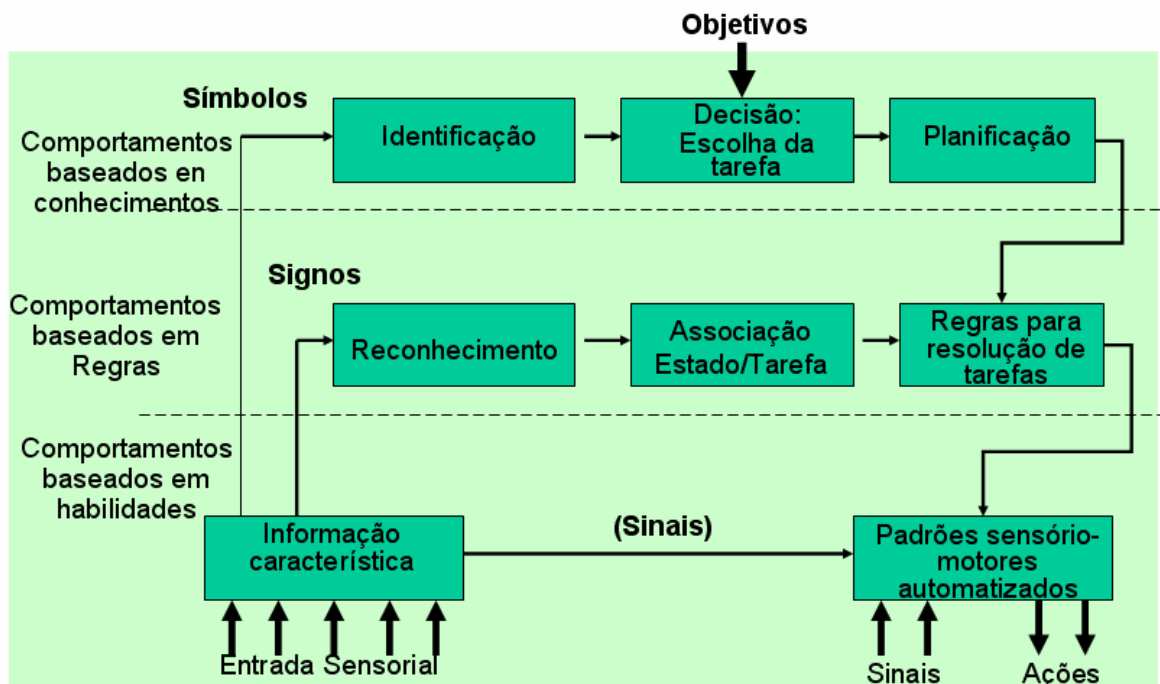 Objetivos
Símbolos
Comportamentos
baseados en
conhecimentos
Identificação
Decisão:
Escolha da
tarefa
Planificação
Signos
Comportamentos
baseados em
Regras
Reconhecimento
Associação
Estado/Tarefa
Regras para
resolução de
tarefas
Comportamentos
baseados em
habilidades
Informação
característica
(Sinais)
Padrões sensório-
motores
automatizados
Entrada Sensorial
Sinais
Ações